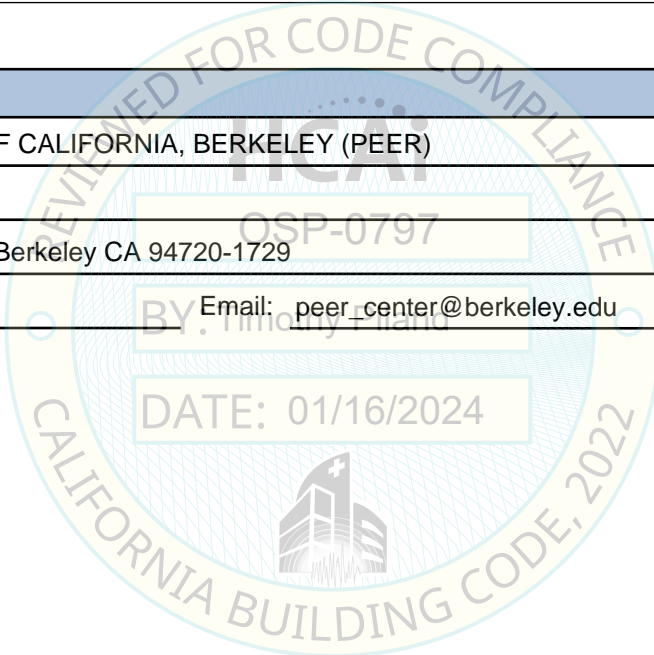 REVIEWED FOR CODE COMPLIANCE
HCAi
F CALIFORNIA, BERKELEY (PEER)
OSP-0797
Berkeley CA 94720-1729
Email: peer_center@berkeley.edu
BY: Timothy Piland
DATE: 01/16/2024
CALIFORNIA BUILDING CODE, 2022